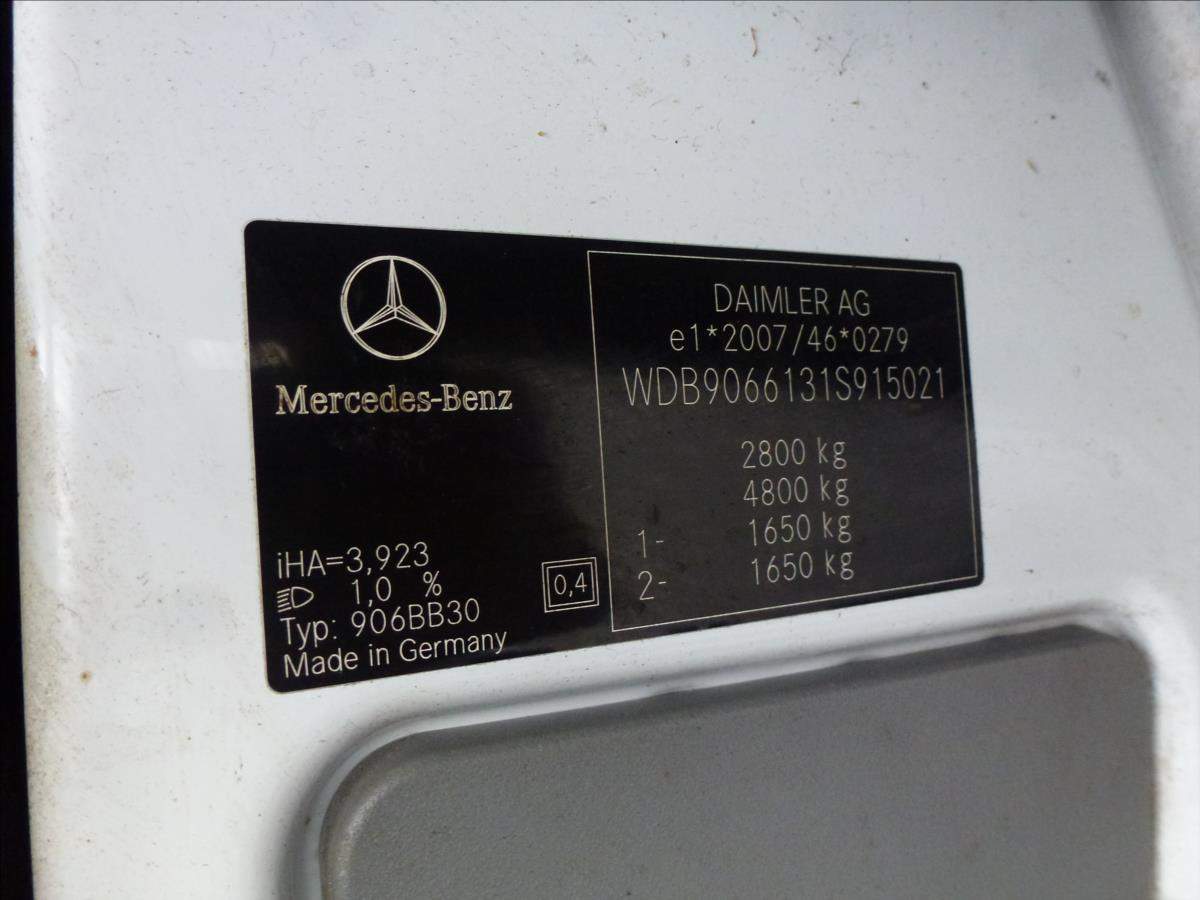 Mercedes-Benz
iHA=3,923
1,0 %
Typ: 906BB30
Made in Germany
0,4
DAIMLER AG
e1*2007/46*0279
WDB9066131S915021
2800 kg
4800 kg
1- 1650 kg
2- 1650 kg